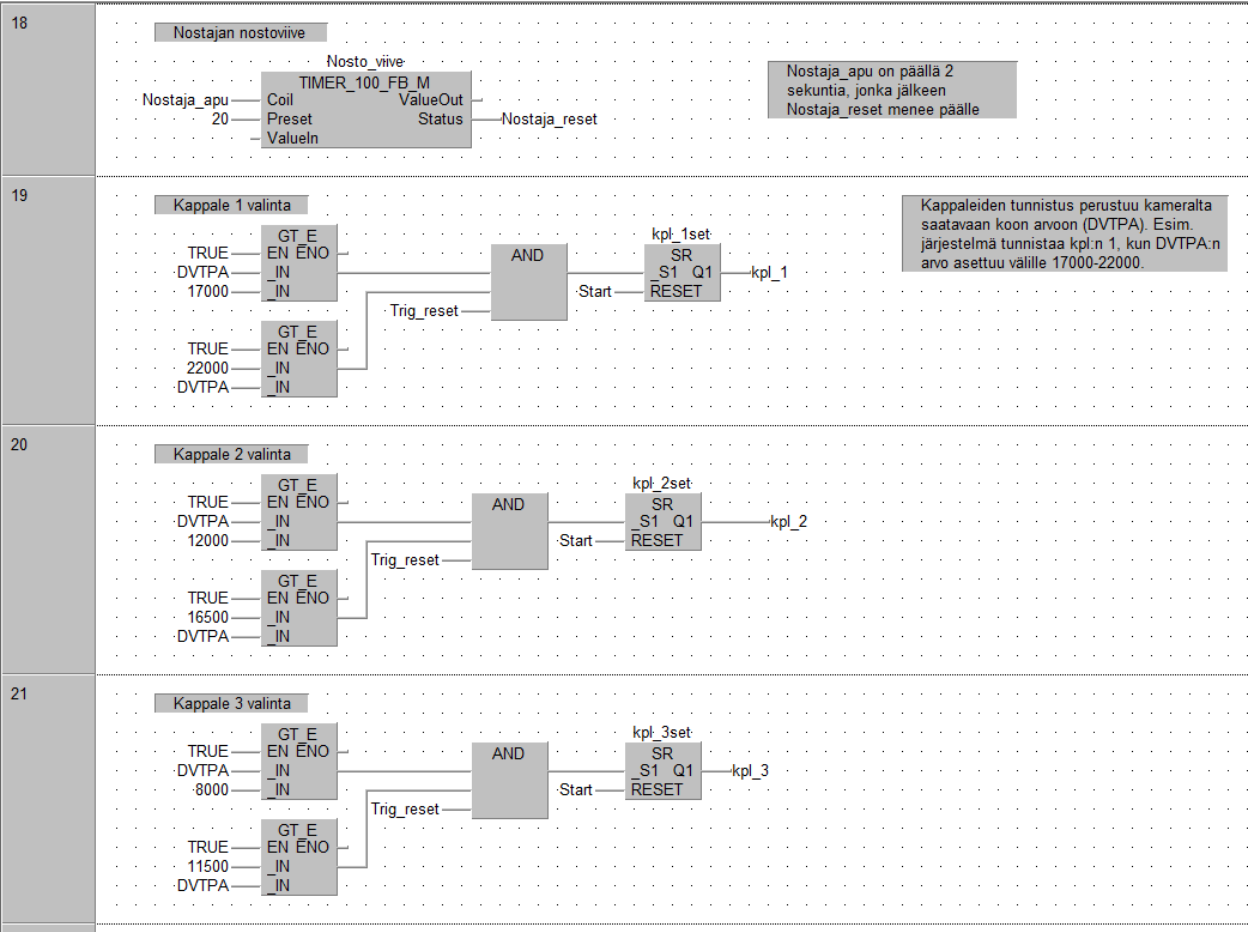 18
Nostajan nostoviive
Nosto_viive
TIMER_100_FB_M
Nostaja_apu Coil ValueOut
20 Preset Status Nostaja_reset
ValueIn
Nostaja_apu on päällä 2
sekuntia, jonka jälkeen
Nostaja_reset menee päälle
19
Kappale 1 valinta
Kappaleiden tunnistus perustuu kameralta
saatavaan koon arvoon (DVTPA). Esim.
järjestelmä tunnistaa kpl:n 1, kun DVTPA:n
arvo asettuu välille 17000-22000.
GT_E
TRUE EN ENO
DVTPA _IN
17000 _IN
AND
Trig_reset
kpl_1set
SR
_S1 Q1 kpl_1
Start RESET
GT_E
TRUE EN ENO
22000 _IN
DVTPA _IN
20
Kappale 2 valinta
GT_E
TRUE EN ENO
DVTPA _IN
12000 _IN
AND
Trig_reset
kpl_2set
SR
_S1 Q1 kpl_2
Start RESET
GT_E
TRUE EN ENO
16500 _IN
DVTPA _IN
21
Kappale 3 valinta
GT_E
TRUE EN ENO
DVTPA _IN
8000 _IN
AND
Trig_reset
kpl_3set
SR
_S1 Q1 kpl_3
Start RESET
GT_E
TRUE EN ENO
11500 _IN
DVTPA _IN